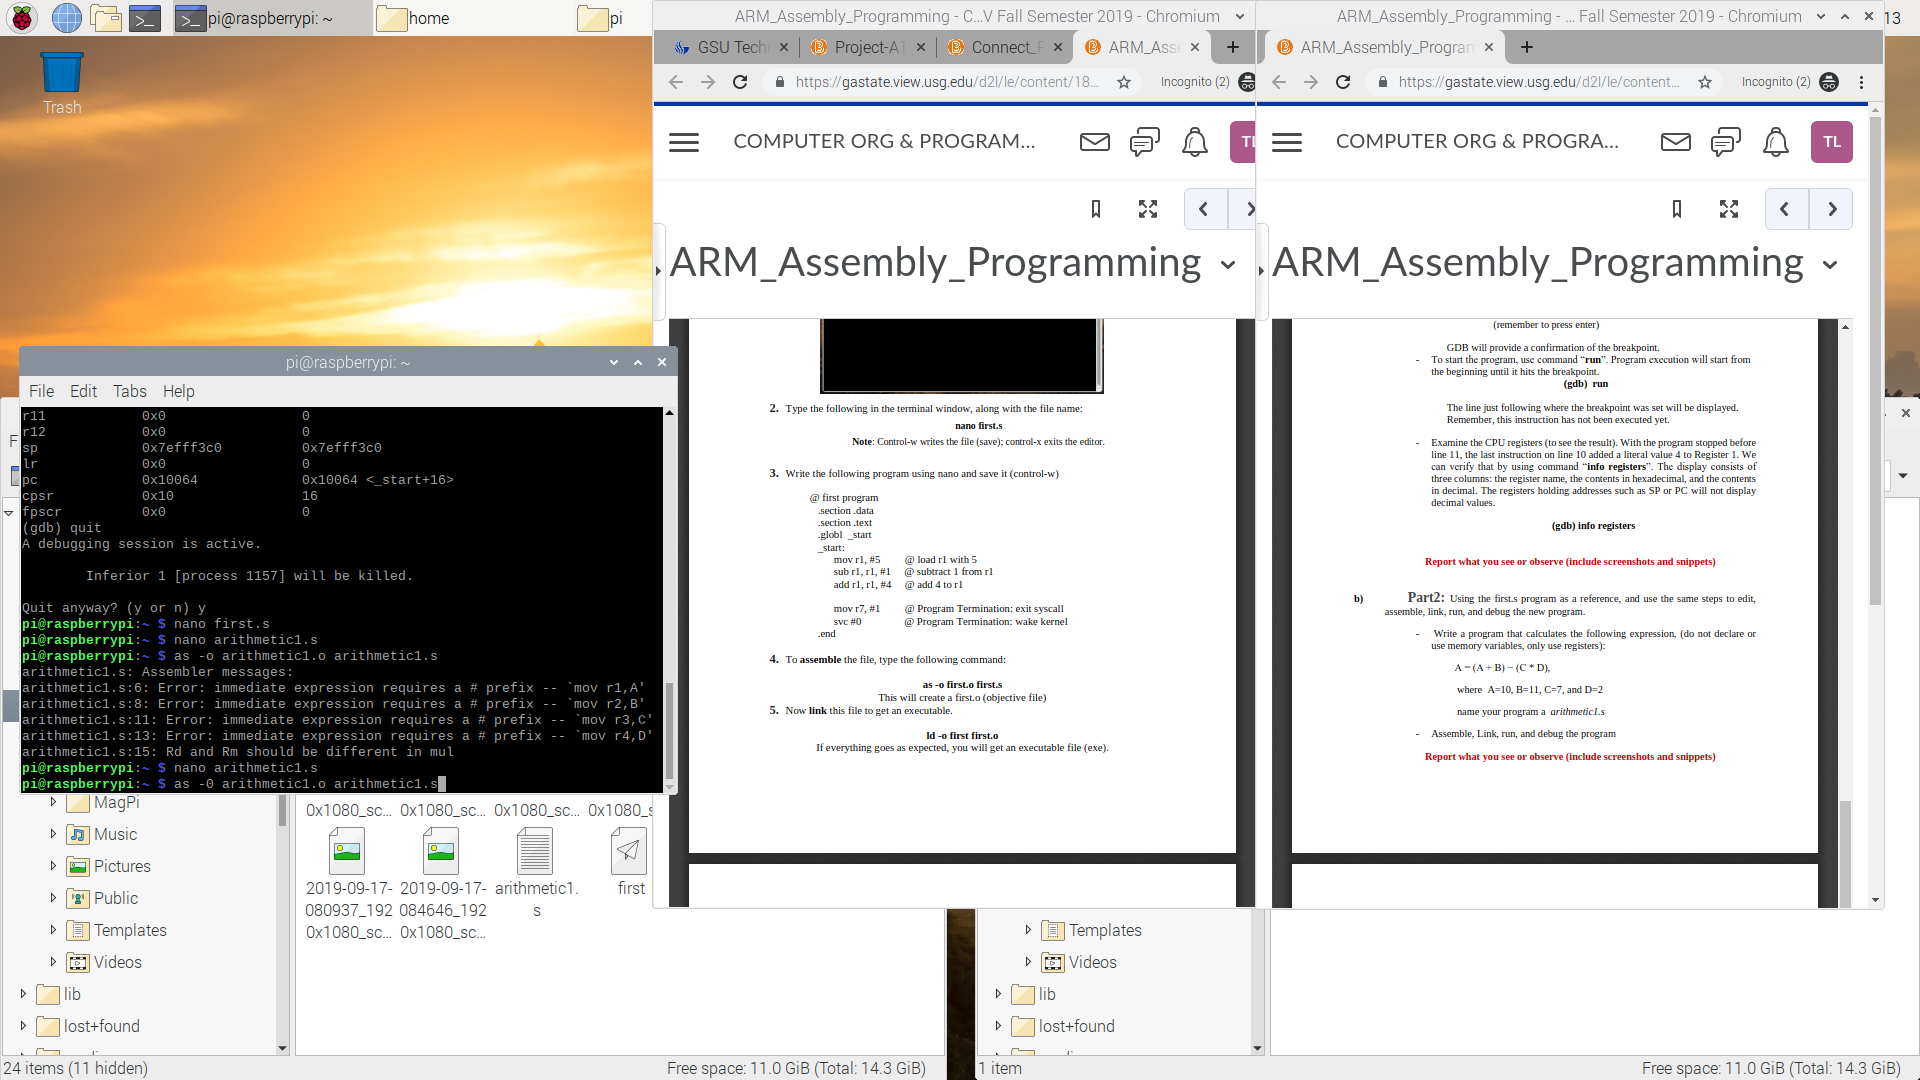 pi@raspberrypi: ~
home
pi
13
Trash
ARM_Assembly_Programming - C...V Fall Semester 2019 - Chromium
GSU Tech
Project-A1
Connect_
ARM_Ass
https://gastate.view.usg.edu/d2l/le/content/18...
Incognito (2)
COMPUTER ORG & PROGRAM...
ARM_Assembly_Programming
2. Type the following in the terminal window, along with the file name:
nano first.s
Note: Control-w writes the file (save); control-x exits the editor.
3. Write the following program using nano and save it (control-w)
@ first program
.section .data
.section .text
.globl _start
_start:
mov r1, #5 @ load r1 with 5
sub r1, r1, #1 @ subtract 1 from r1
add r1, r1, #4 @ add 4 to r1
mov r7, #1 @ Program Termination: exit syscall
svc #0 @ Program Termination: wake kernel
.end
4. To assemble the file, type the following command:
as -o first.o first.s
This will create a first.o (objective file)
5. Now link this file to get an executable.
ld -o first first.o
If everything goes as expected, you will get an executable file (exe).
ARM_Assembly_Programming - ... Fall Semester 2019 - Chromium
ARM_Assembly_Program
https://gastate.view.usg.edu/d2l/le/content...
Incognito (2)
COMPUTER ORG & PROGRA...
TL
ARM_Assembly_Programming
(remember to press enter)
GDB will provide a confirmation of the breakpoint.
- To start the program, use command “run”. Program execution will start from
the beginning until it hits the breakpoint.
(gdb) run
The line just following where the breakpoint was set will be displayed.
Remember, this instruction has not been executed yet.
- Examine the CPU registers (to see the result). With the program stopped before
line 11, the last instruction on line 10 added a literal value 4 to Register 1. We
can verify that by using command “info registers”. The display consists of
three columns: the register name, the contents in hexadecimal, and the contents
in decimal. The registers holding addresses such as SP or PC will not display
decimal values.
(gdb) info registers
Report what you see or observe (include screenshots and snippets)
b) Part2: Using the first.s program as a reference, and use the same steps to edit,
assemble, link, run, and debug the new program.
- Write a program that calculates the following expression, (do not declare or
use memory variables, only use registers):
A = (A + B) – (C * D),
where A=10, B=11, C=7, and D=2
name your program a arithmetic1.s
- Assemble, Link, run, and debug the program
Report what you see or observe (include screenshots and snippets)
pi@raspberrypi: ~
File Edit Tabs Help
r11 0x0 0
r12 0x0 0
sp 0x7efff3c0 0x7efff3c0
lr 0x0 0
pc 0x10064 0x10064 <_start+16>
cpsr 0x10 16
fpscr 0x0 0
(gdb) quit
A debugging session is active.
Inferior 1 [process 1157] will be killed.
Quit anyway? (y or n) y
pi@raspberrypi:~ $ nano first.s
pi@raspberrypi:~ $ nano arithmetic1.s
pi@raspberrypi:~ $ as -o arithmetic1.o arithmetic1.s
arithmetic1.s: Assembler messages:
arithmetic1.s:6: Error: immediate expression requires a # prefix -- `mov r1,A'
arithmetic1.s:8: Error: immediate expression requires a # prefix -- `mov r2,B'
arithmetic1.s:11: Error: immediate expression requires a # prefix -- `mov r3,C'
arithmetic1.s:13: Error: immediate expression requires a # prefix -- `mov r4,D'
arithmetic1.s:15: Rd and Rm should be different in mul
pi@raspberrypi:~ $ nano arithmetic1.s
pi@raspberrypi:~ $ as -0 arithmetic1.o arithmetic1.s
MagPi
Music
Pictures
Public
Templates
Videos
lib
lost+found
0x1080_sc... 0x1080_sc... 0x1080_sc... 0x1080_s
2019-09-17-
080937_192
0x1080_sc...
2019-09-17-
084646_192
0x1080_sc...
arithmetic1.
s
first
24 items (11 hidden)
Free space: 11.0 GiB (Total: 14.3 GiB)
Templates
Videos
lib
lost+found
1 item
Free space: 11.0 GiB (Total: 14.3 GiB)